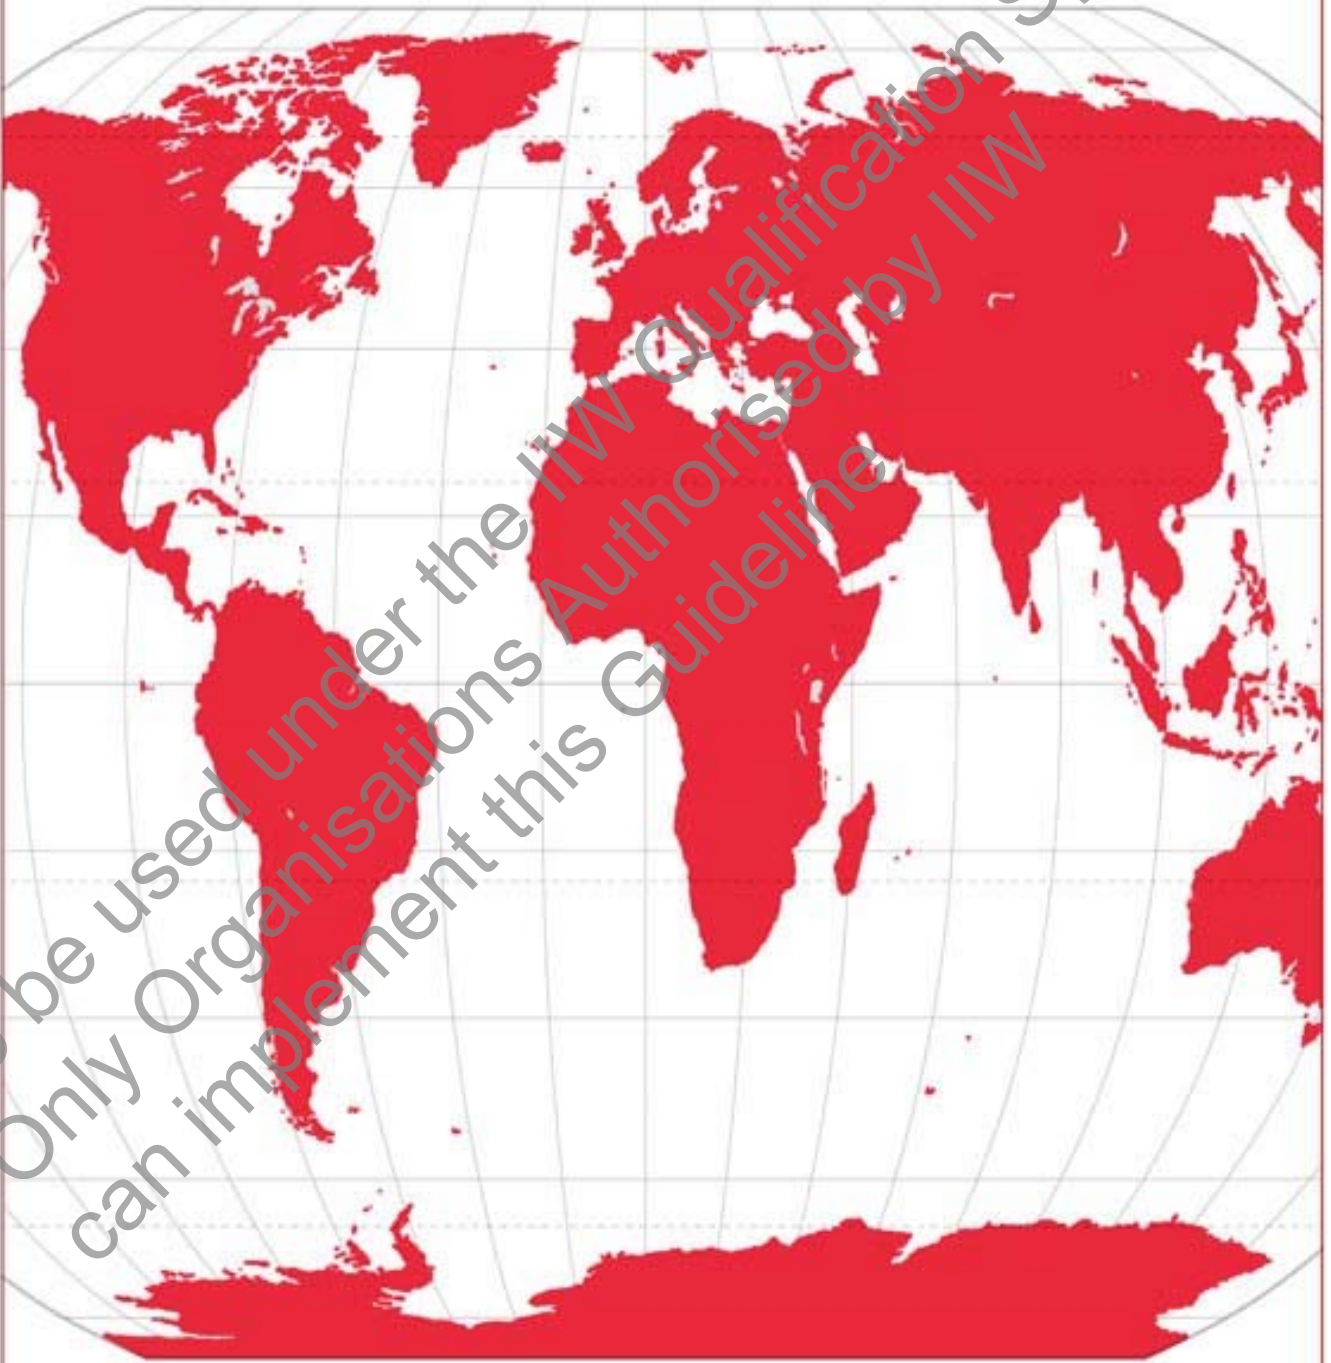 be used under the IIW Qualification
Only Organisations Authorised by IIW
can implement this Guideline